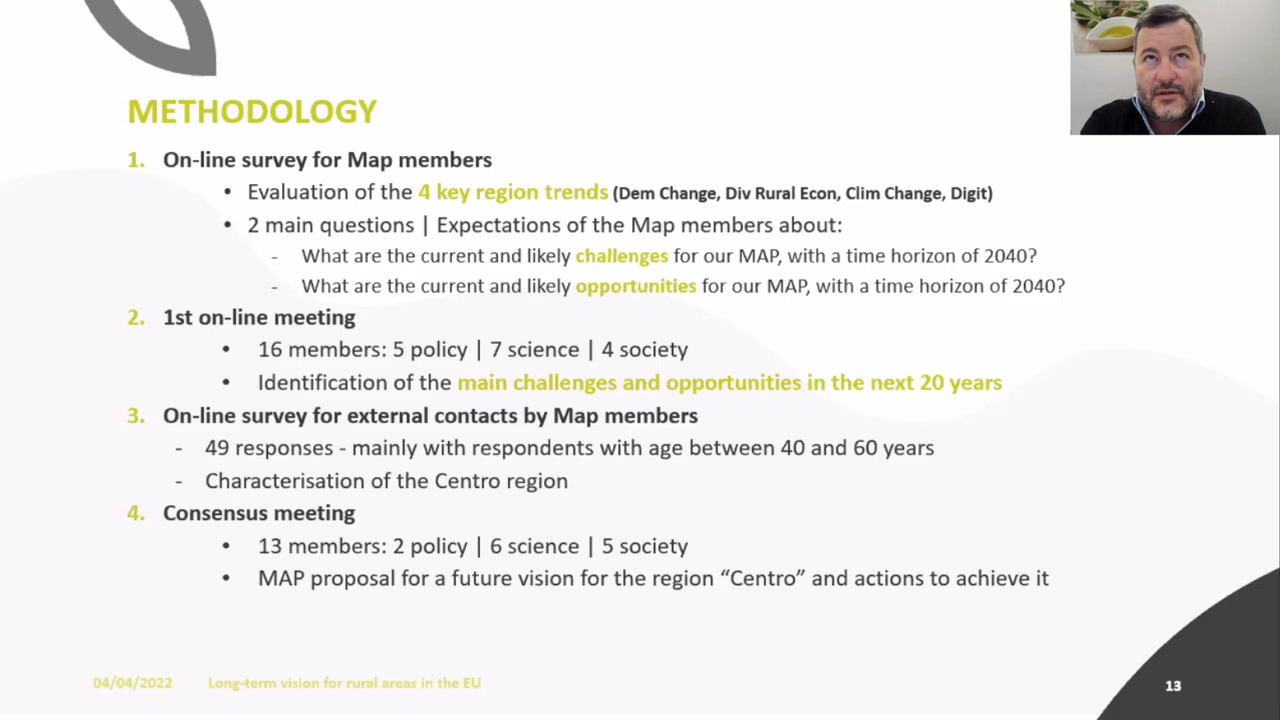 METHODOLOGY
1. On-line survey for Map members
• Evaluation of the 4 key region trends (Dem Change, Div Rural Econ, Clim Change, Digit)
• 2 main questions | Expectations of the Map members about:
- What are the current and likely challenges for our MAP, with a time horizon of 2040?
- What are the current and likely opportunities for our MAP, with a time horizon of 2040?
2. 1st on-line meeting
• 16 members: 5 policy | 7 science | 4 society
• Identification of the main challenges and opportunities in the next 20 years
3. On-line survey for external contacts by Map members
- 49 responses - mainly with respondents with age between 40 and 60 years
- Characterisation of the Centro region
4. Consensus meeting
• 13 members: 2 policy | 6 science | 5 society
• MAP proposal for a future vision for the region “Centro” and actions to achieve it
04/04/2022 Long-term vision for rural areas in the EU
13